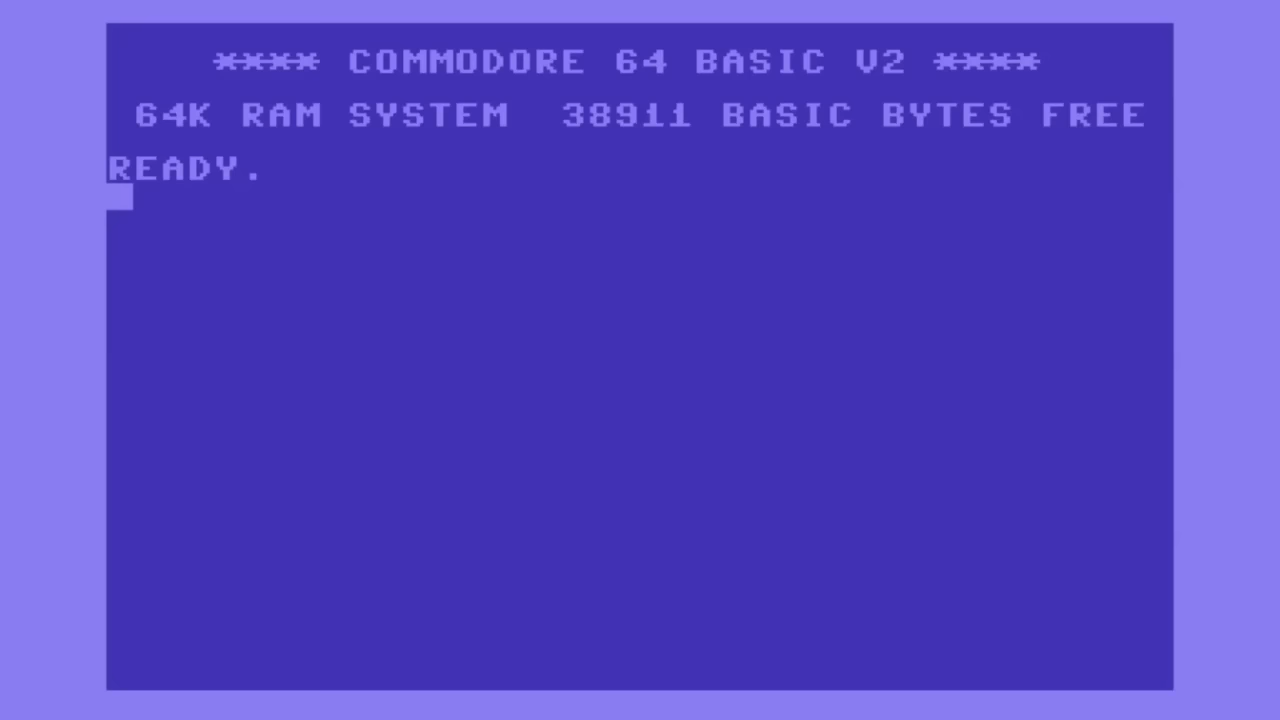 **** COMMODORE 64 BASIC V2 ****
64K RAM SYSTEM  38911 BASIC BYTES FREE
READY.